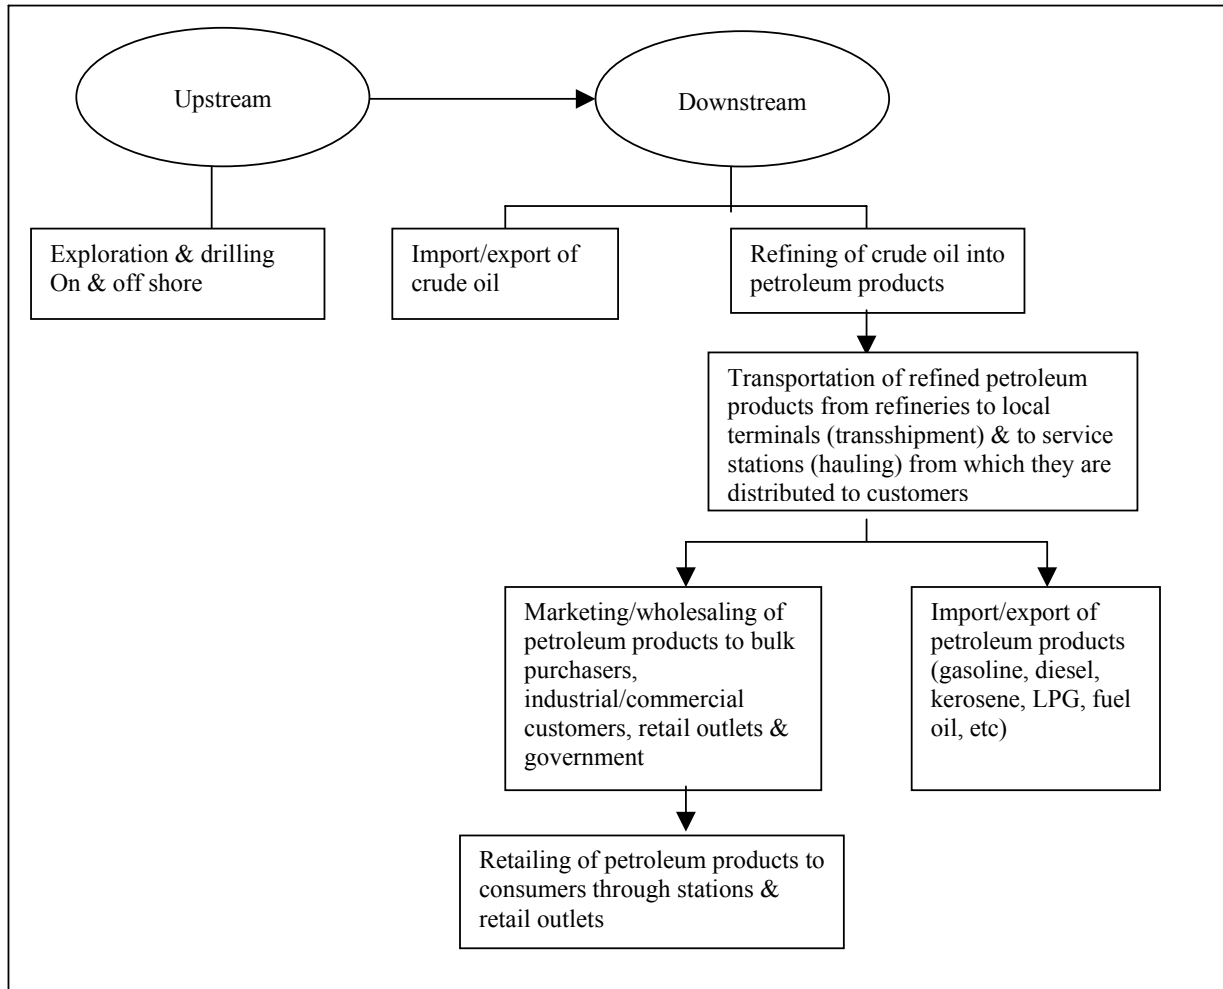 Upstream
Downstream
Exploration & drilling
On & off shore
Import/export of
crude oil
Refining of crude oil into
petroleum products
Transportation of refined petroleum
products from refineries to local
terminals (transshipment) & to service
stations (hauling) from which they are
distributed to customers
Marketing/wholesaling of
petroleum products to bulk
purchasers,
industrial/commercial
customers, retail outlets &
government
Import/export of
petroleum products
(gasoline, diesel,
kerosene, LPG, fuel
oil, etc)
Retailing of petroleum products to
consumers through stations &
retail outlets